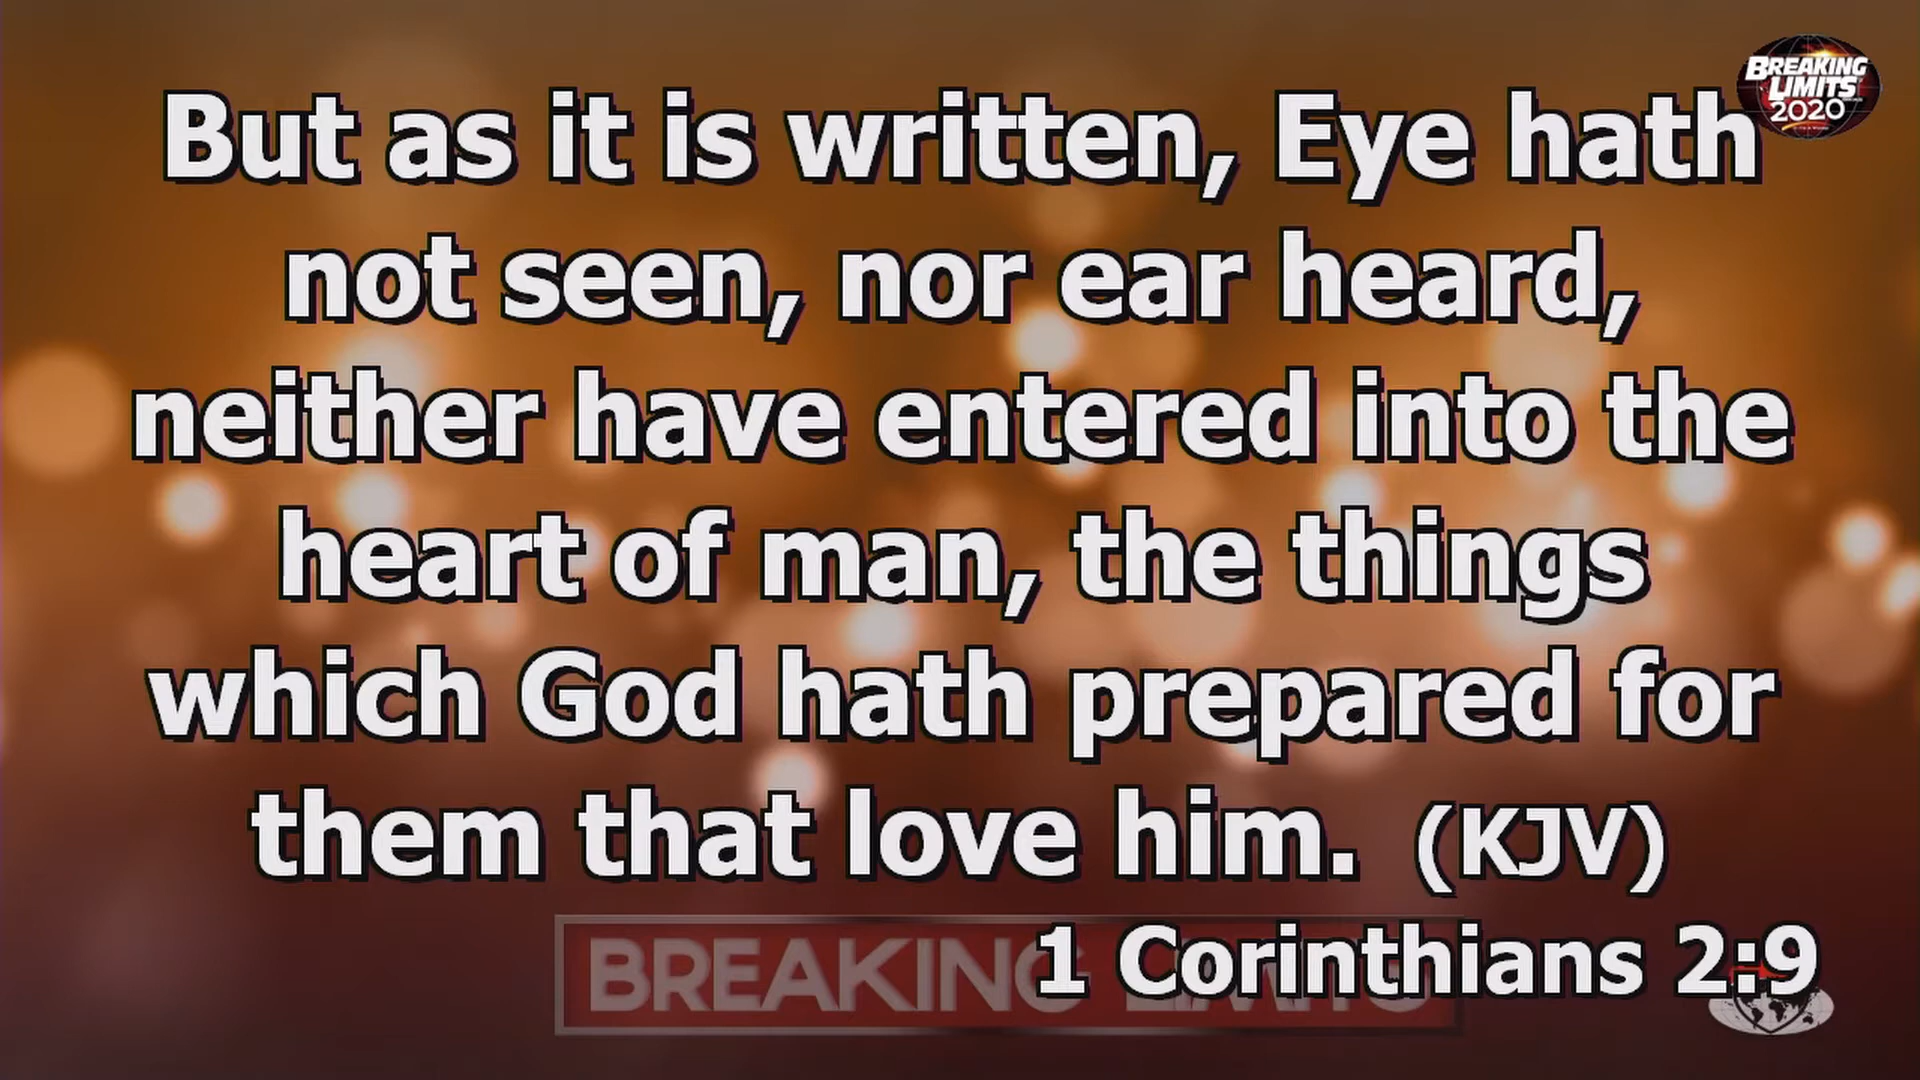 BREAKING
LIMITS
2020
But as it is written, Eye hath
not seen, nor ear heard,
neither have entered into the
heart of man, the things
which God hath prepared for
them that love him. (KJV)
1 Corinthians 2:9
BREAKING LIMITS